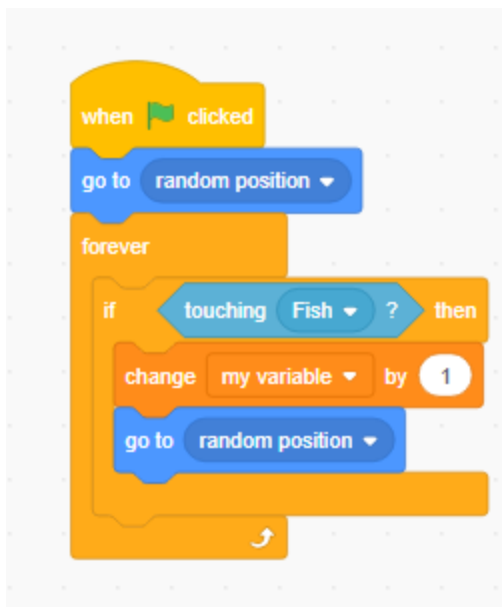 when clicked
go to random position
forever
if touching Fish ? then
change my variable by 1
go to random position